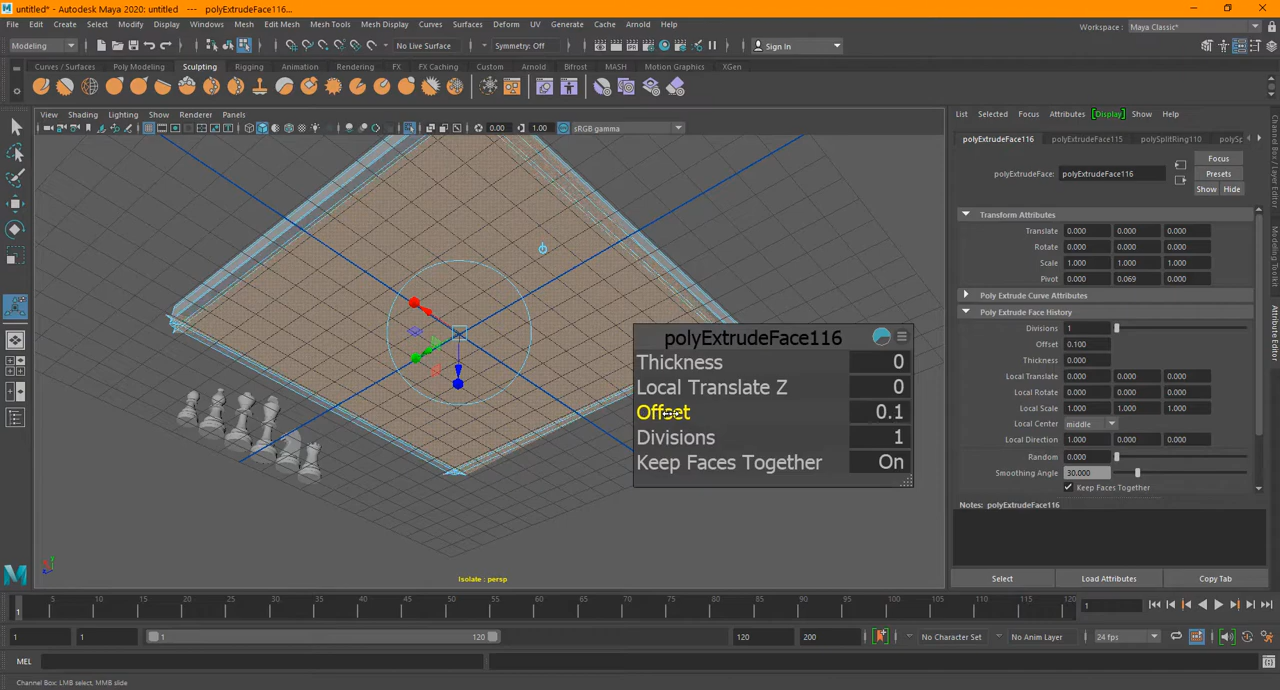 untitled* - Autodesk Maya 2020: untitled --- polyExtrudeFace116...
File Edit Create Select Modify Display Windows Mesh Edit Mesh Mesh Tools Mesh Display Curves Surfaces Deform UV Generate Cache Arnold Help
Workspace : Maya Classic*
Modeling No Live Surface Symmetry: Off Sign In
Curves / Surfaces Poly Modeling Sculpting Rigging Animation Rendering FX FX Caching Custom Arnold Bifrost MASH Motion Graphics XGen
View Shading Lighting Show Renderer Panels
0.00 1.00 sRGB gamma
List Selected Focus Attributes Display Show Help
polyExtrudeFace116 polyExtrudeFace115 polySplitRing110 polySp
polyExtrudeFace: polyExtrudeFace116
Focus
Presets
Show Hide
Transform Attributes
Translate 0.000 0.000 0.000
Rotate 0.000 0.000 0.000
Scale 1.000 1.000 1.000
Pivot 0.000 0.069 0.000
Poly Extrude Curve Attributes
Poly Extrude Face History
Divisions 1
Offset 0.100
Thickness 0.000
Local Translate 0.000 0.000 0.000
Local Rotate 0.000 0.000 0.000
Local Scale 1.000 1.000 1.000
Local Center middle
Local Direction 1.000 0.000 0.000
Random 0.000
Smoothing Angle 30.000
Keep Faces Together
Notes: polyExtrudeFace116
Select Load Attributes Copy Tab
Channel Box / Layer Editor
Modeling Toolkit
Attribute Editor
polyExtrudeFace116
Thickness 0
Local Translate Z 0
Offset 0.1
Divisions 1
Keep Faces Together On
Isolate : persp
5 10 15 20 25 30 35 40 45 50 55 60 65 70 75 80 85 90 95 100 105 110 115 120
1
1
1 1 1 120 120 200 No Character Set No Anim Layer 24 fps
MEL
Channel Box: LMB select, MMB slide